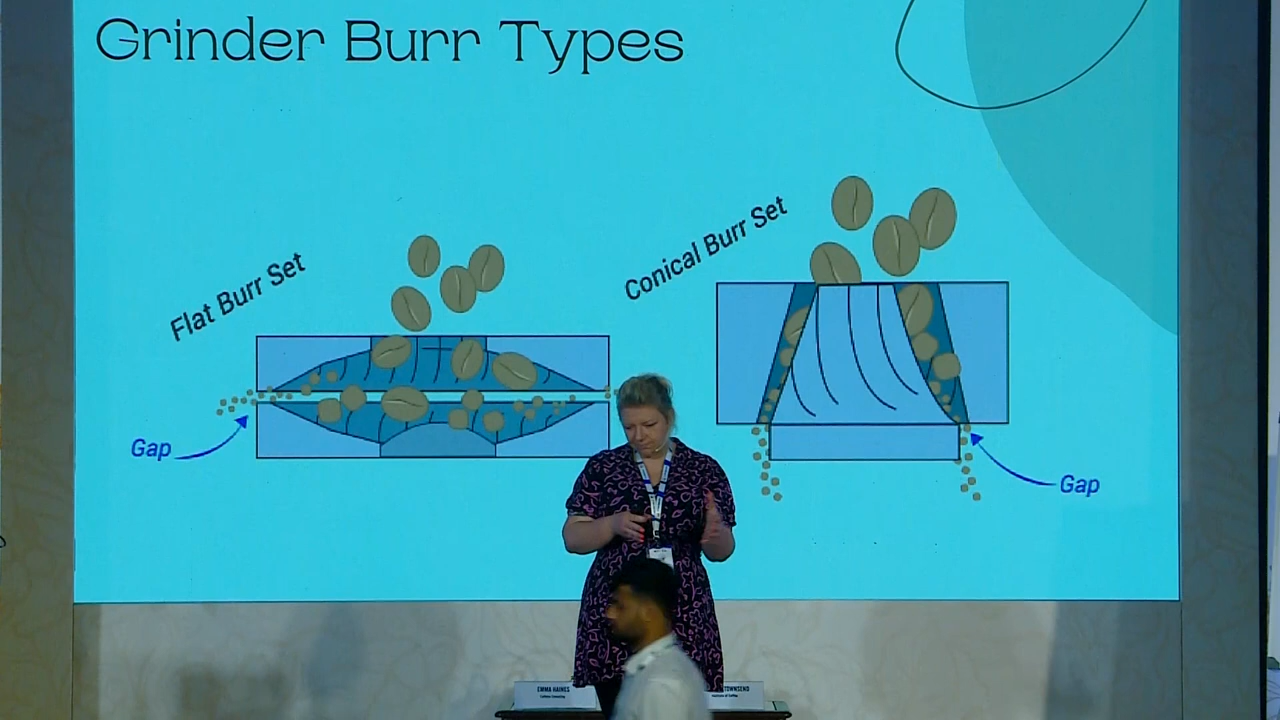 Grinder Burr Types
Flat Burr Set
Conical Burr Set
Gap
Gap
EMMA HAINES
TOWNSEND